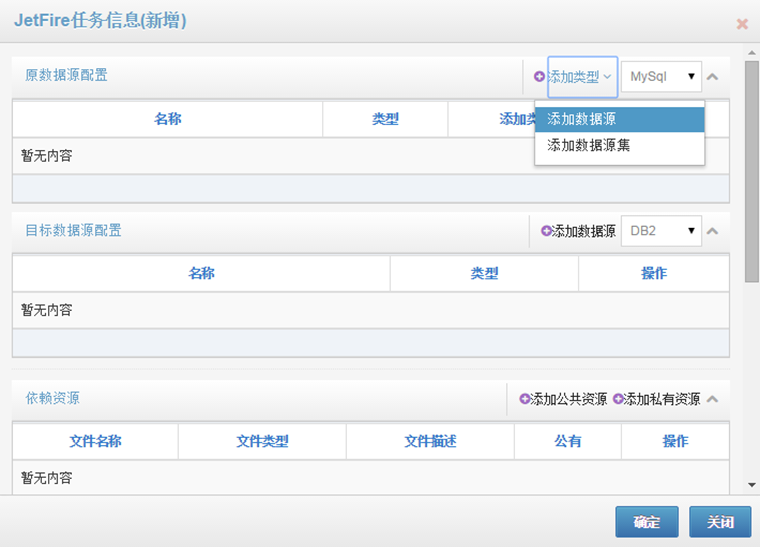 JetFire任务信息(新增)
原数据源配置 添加类型 MySql
名称 类型 添加类
添加数据源
添加数据源集
暂无内容
目标数据源配置 添加数据源 DB2
名称 类型 操作
暂无内容
依赖资源 添加公共资源 添加私有资源
文件名称 文件类型 文件描述 公有 操作
暂无内容
确定 关闭